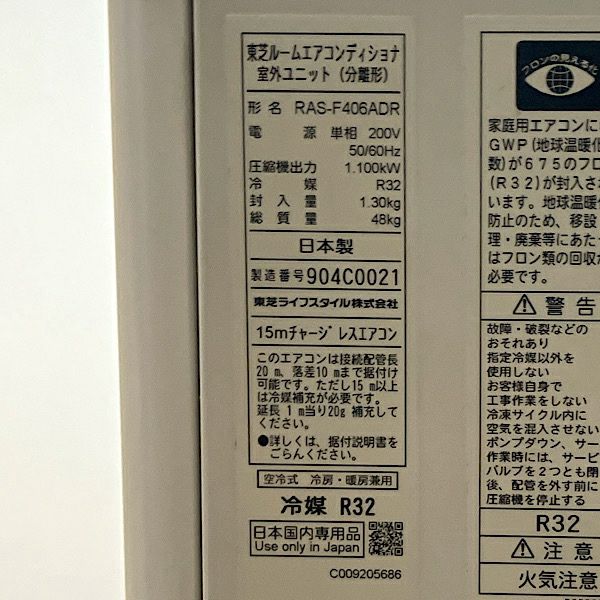 東芝ルームエアコンディショナ
室外ユニット（分離形）
形名 RAS-F406ADR
電源 単相 200V
50/60Hz
圧縮機出力 1.100kW
冷媒 R32
封入量 1.30kg
総質量 48kg
日本製
製造番号 904C0021
東芝ライフスタイル株式会社
15mチャージレスエアコン
このエアコンは接続配管長
20 m、落差10 mまで据付け
可能です。ただし15 m以上
は冷媒補充が必要です。
延長 1 m当り20g 補充して
ください。
●詳しくは、据付説明書を
ごらんください。
空冷式 冷房・暖房兼用
冷媒 R32
日本国内専用品
Use only in Japan
C009205686
フロンの見える化
家庭用エアコンに
GWP(地球温暖化
数)が675のフロ
(R32)が封入さ
います。地球温暖化
防止のため、移設
理・廃棄等にあた
はフロン類の回収
必要です。
⚠ 警告
故障・破裂などの
おそれあり
指定冷媒以外を
使用しない
お客様自身で
工事作業をしない
冷凍サイクル内に
空気を混入させない
ポンプダウン、サー
作業時には、サービ
バルブを2つとも閉
後、配管を外す前に
圧縮機を停止する
R32
⚠ 注意
火気注意